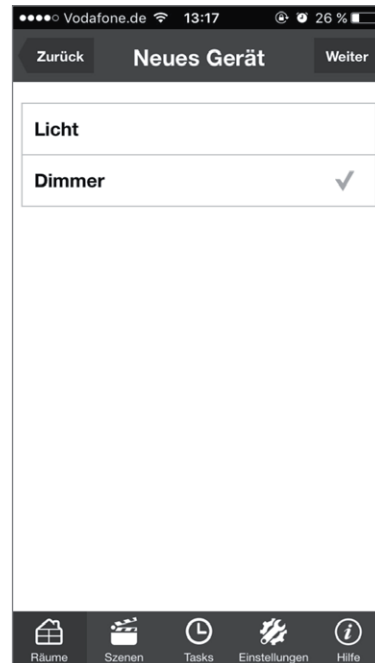 Vodafone.de 13:17 26 %
Zurück Neues Gerät Weiter
Licht
Dimmer
Räume Szenen Tasks Einstellungen Hilfe